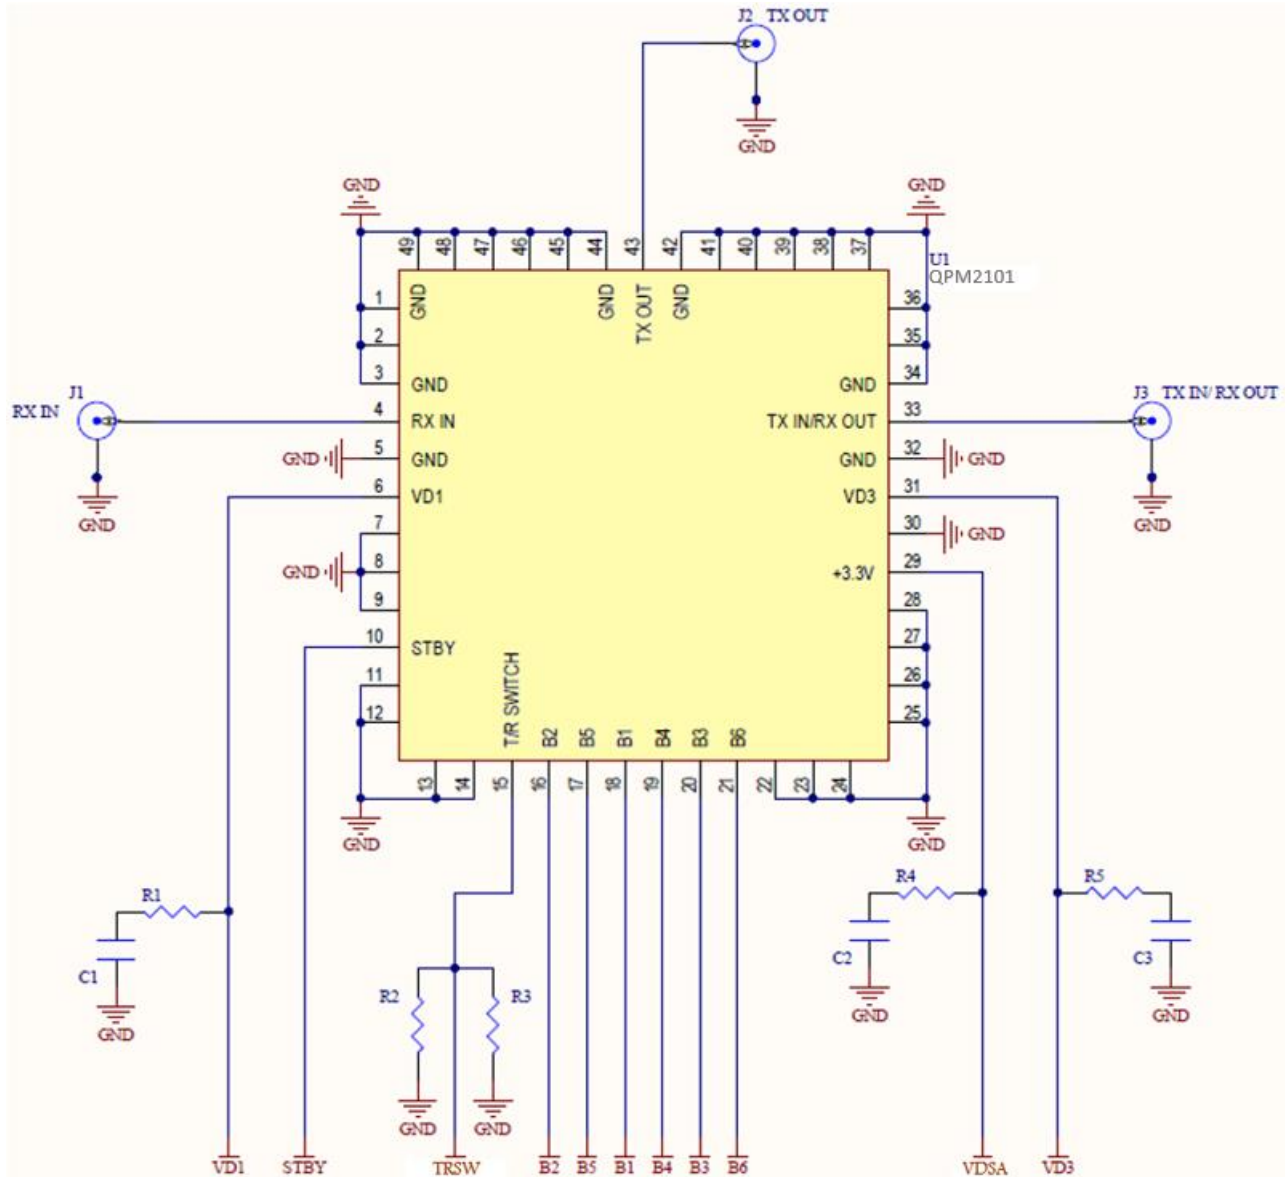 J2 TX OUT
GND
GND
GND
49 48 47 46 45 44 43 42 41 40 39 38 37
U1
QPM2101
GND GND TX OUT GND
1 36
2 35
3 GND GND 34
J1
RX IN
4 RX IN TX IN/RX OUT 33
J3 TX IN/ RX OUT
GND 5 GND GND 32 GND
6 VD1 VD3 31
GND
GND
7 30 GND
GND 8 +3.3V 29
9 28
10 STBY 27
11 26
12 25
T/R SWITCH B2 B5 B1 B4 B3 B6
13 14 15 16 17 18 19 20 21 22 23 24
GND
GND
R1
R4
R5
C1
C2
C3
GND
GND
GND
R2
R3
GND
GND
VD1 STBY TRSW B2 B5 B1 B4 B3 B6 VDSA VD3